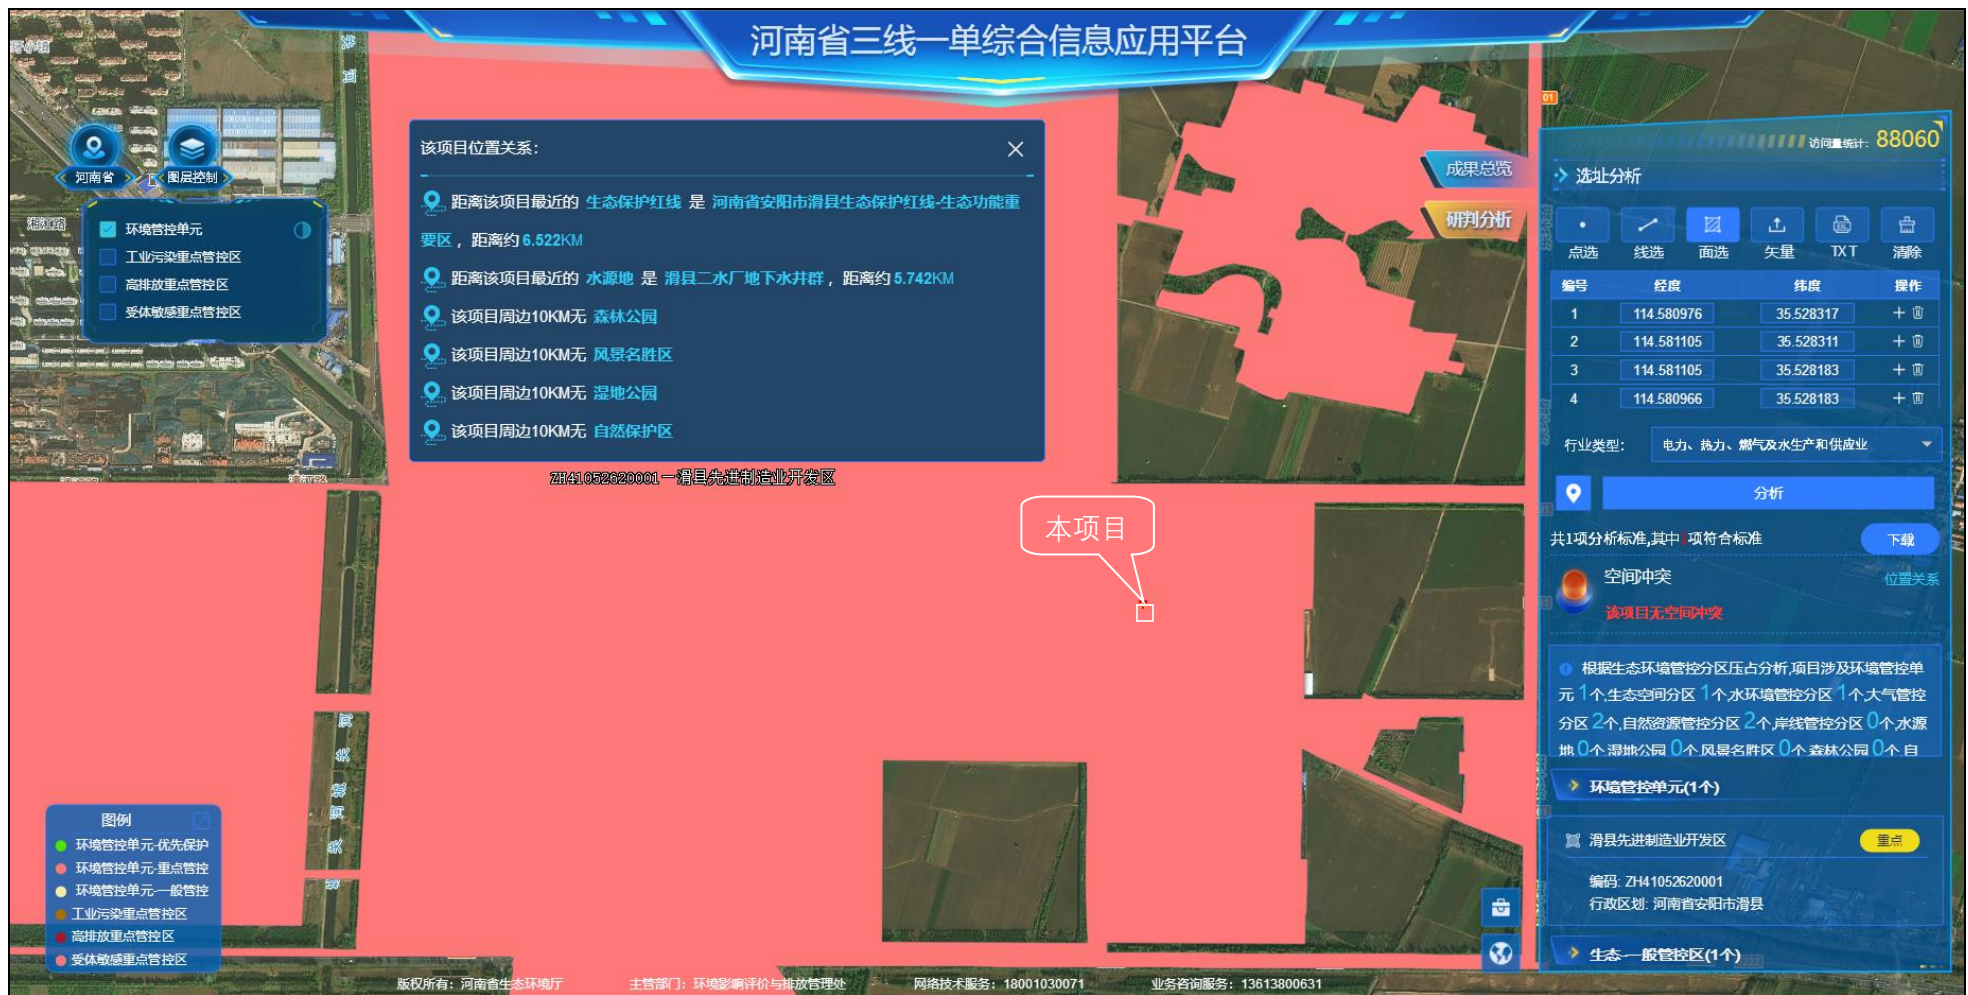 河南省三线一单综合信息应用平台
河南省
图层控制
环境管控单元
工业污染重点管控区
高排放重点管控区
受体敏感重点管控区
该项目位置关系：
距离该项目最近的 生态保护红线 是 河南省安阳市滑县生态保护红线-生态功能重
要区，距离约6.522KM
距离该项目最近的 水源地 是 滑县二水厂地下水井群，距离约5.742KM
该项目周边10KM无 森林公园
该项目周边10KM无 风景名胜区
该项目周边10KM无 湿地公园
该项目周边10KM无 自然保护区
ZH41052620001—滑县先进制造业开发区
本项目
成果总览
研判分析
访问量统计：88060
选址分析
点选 线选 面选 矢量 TXT 清除
编号 经度 纬度 操作
1 114.580976 35.528317
2 114.581105 35.528311
3 114.581105 35.528183
4 114.580966 35.528183
行业类型： 电力、热力、燃气及水生产和供应业
分析
共1项分析标准,其中1项符合标准 下载
空间冲突 位置关系
该项目无空间冲突
根据生态环境管控分区压占分析,项目涉及环境管控单
元1个,生态空间分区1个,水环境管控分区1个,大气管控
分区2个,自然资源管控分区2个,岸线管控分区0个,水源
地0个,湿地公园0个,风景名胜区0个,森林公园0个,自
环境管控单元(1个)
滑县先进制造业开发区 重点
编码: ZH41052620001
行政区划: 河南省安阳市滑县
生态-一般管控区(1个)
图例
环境管控单元-优先保护
环境管控单元-重点管控
环境管控单元-一般管控
工业污染重点管控区
高排放重点管控区
受体敏感重点管控区
版权所有：河南省生态环境厅 主管部门：环境影响评价与排放管理处 网络技术服务：18001030071 业务咨询服务：13613800631